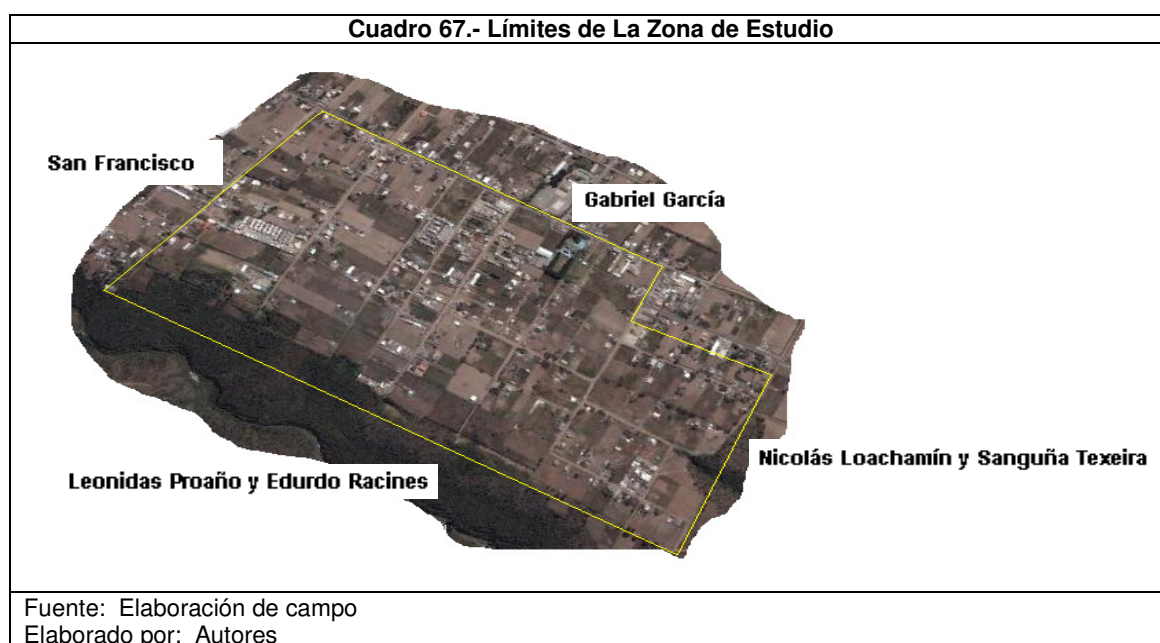 Cuadro 67.- Límites de La Zona de Estudio
San Francisco
Gabriel García
Nicolás Loachamín y Sanguña Texeira
Leonidas Proaño y Edurdo Racines
Fuente: Elaboración de campo
Elaborado por: Autores